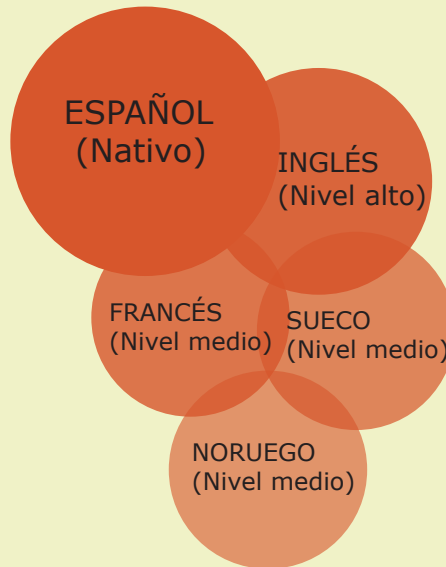 ESPAÑOL
(Nativo)
INGLÉS
(Nivel alto)
FRANCÉS
(Nivel medio)
SUECO
(Nivel medio)
NORUEGO
(Nivel medio)